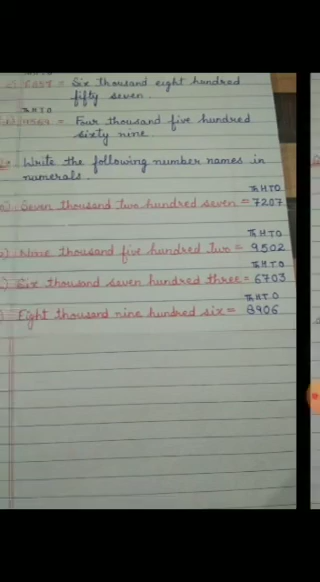 6857 = Six thousand eight hundred
fifty seven.
Th H T O
4569 = Four thousand five hundred
sixty nine.
Write the following number names in
numerals.
Th H T O
Seven thousand two hundred seven = 7207
Th H T O
Nine thousand five hundred two = 9502
Th H T O
Six thousand seven hundred three = 6703
Th H T O
Eight thousand nine hundred six = 8906